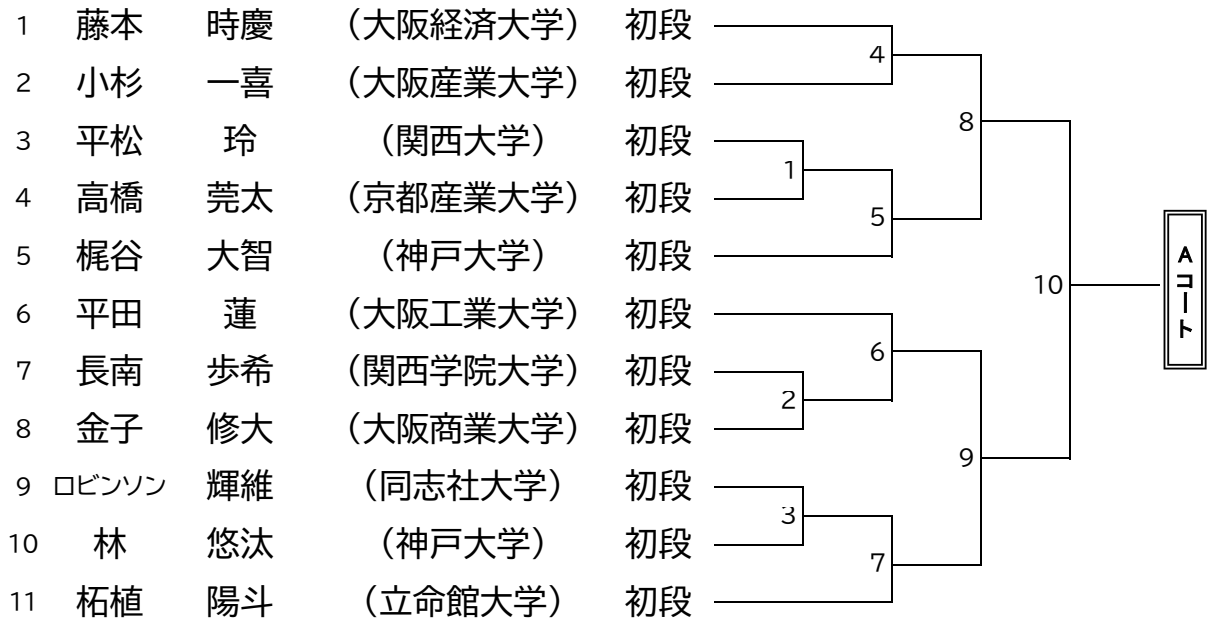 1 藤本 時慶 （大阪経済大学） 初段
2 小杉 一喜 （大阪産業大学） 初段
3 平松 玲 （関西大学） 初段
4 高橋 莞太 （京都産業大学） 初段
5 梶谷 大智 （神戸大学） 初段
6 平田 蓮 （大阪工業大学） 初段
7 長南 歩希 （関西学院大学） 初段
8 金子 修大 （大阪商業大学） 初段
9 ロビンソン 輝維 （同志社大学） 初段
10 林 悠汰 （神戸大学） 初段
11 柘植 陽斗 （立命館大学） 初段
4
8
1
5
10
6
2
9
3
7
Aコート